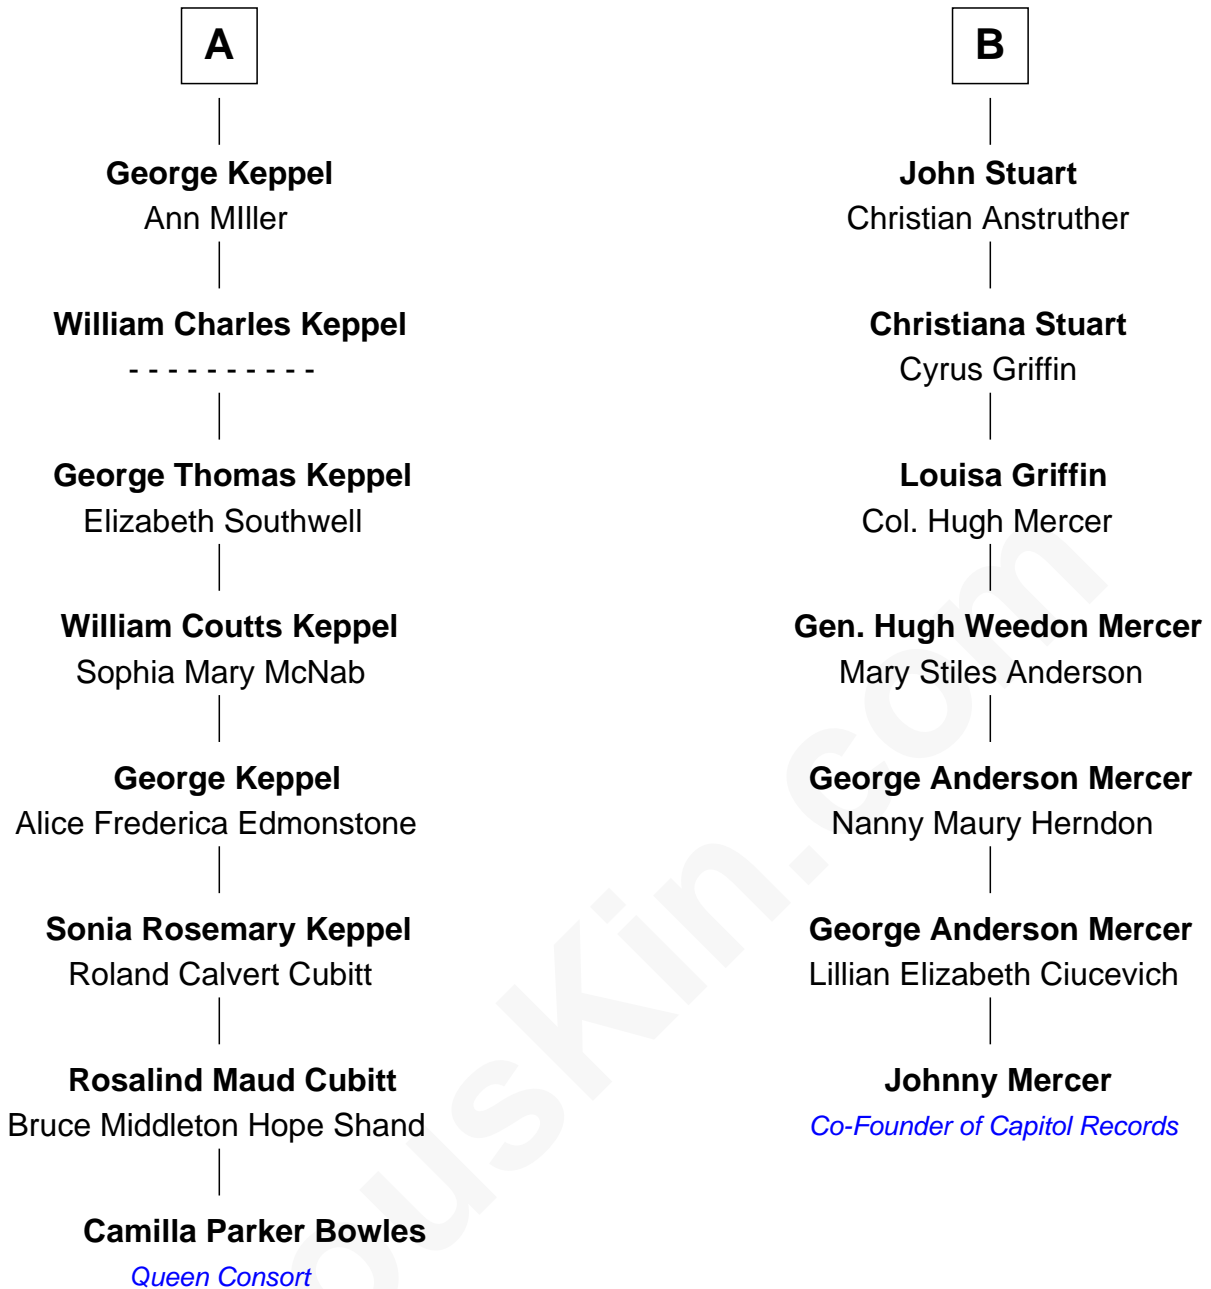 A
George Keppel
Ann MIller
William Charles Keppel
- - - - - - - - - -
George Thomas Keppel
Elizabeth Southwell
William Coutts Keppel
Sophia Mary McNab
George Keppel
Alice Frederica Edmonstone
Sonia Rosemary Keppel
Roland Calvert Cubitt
Rosalind Maud Cubitt
Bruce Middleton Hope Shand
Camilla Parker Bowles
Queen Consort
B
John Stuart
Christian Anstruther
Christiana Stuart
Cyrus Griffin
Louisa Griffin
Col. Hugh Mercer
Gen. Hugh Weedon Mercer
Mary Stiles Anderson
George Anderson Mercer
Nanny Maury Herndon
George Anderson Mercer
Lillian Elizabeth Ciucevich
Johnny Mercer
Co-Founder of Capitol Records
ousKin.com